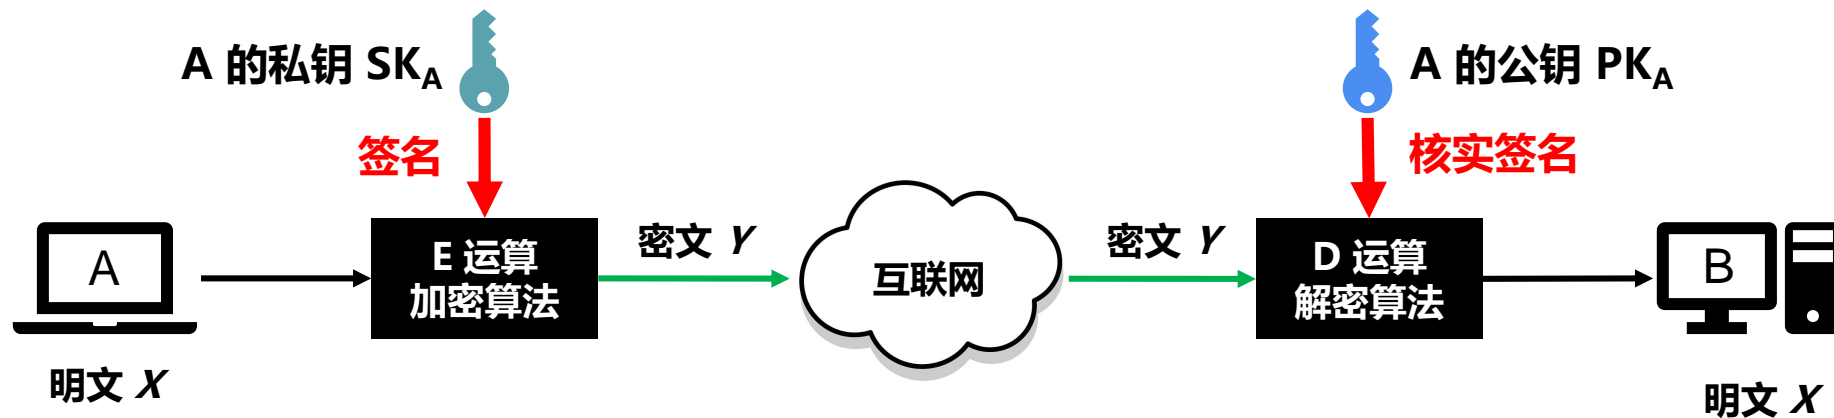 A 的私钥 SKA
A 的公钥 PKA
签名
核实签名
A
E 运算
加密算法
密文 Y
互联网
密文 Y
D 运算
解密算法
B
明文 X
明文 X